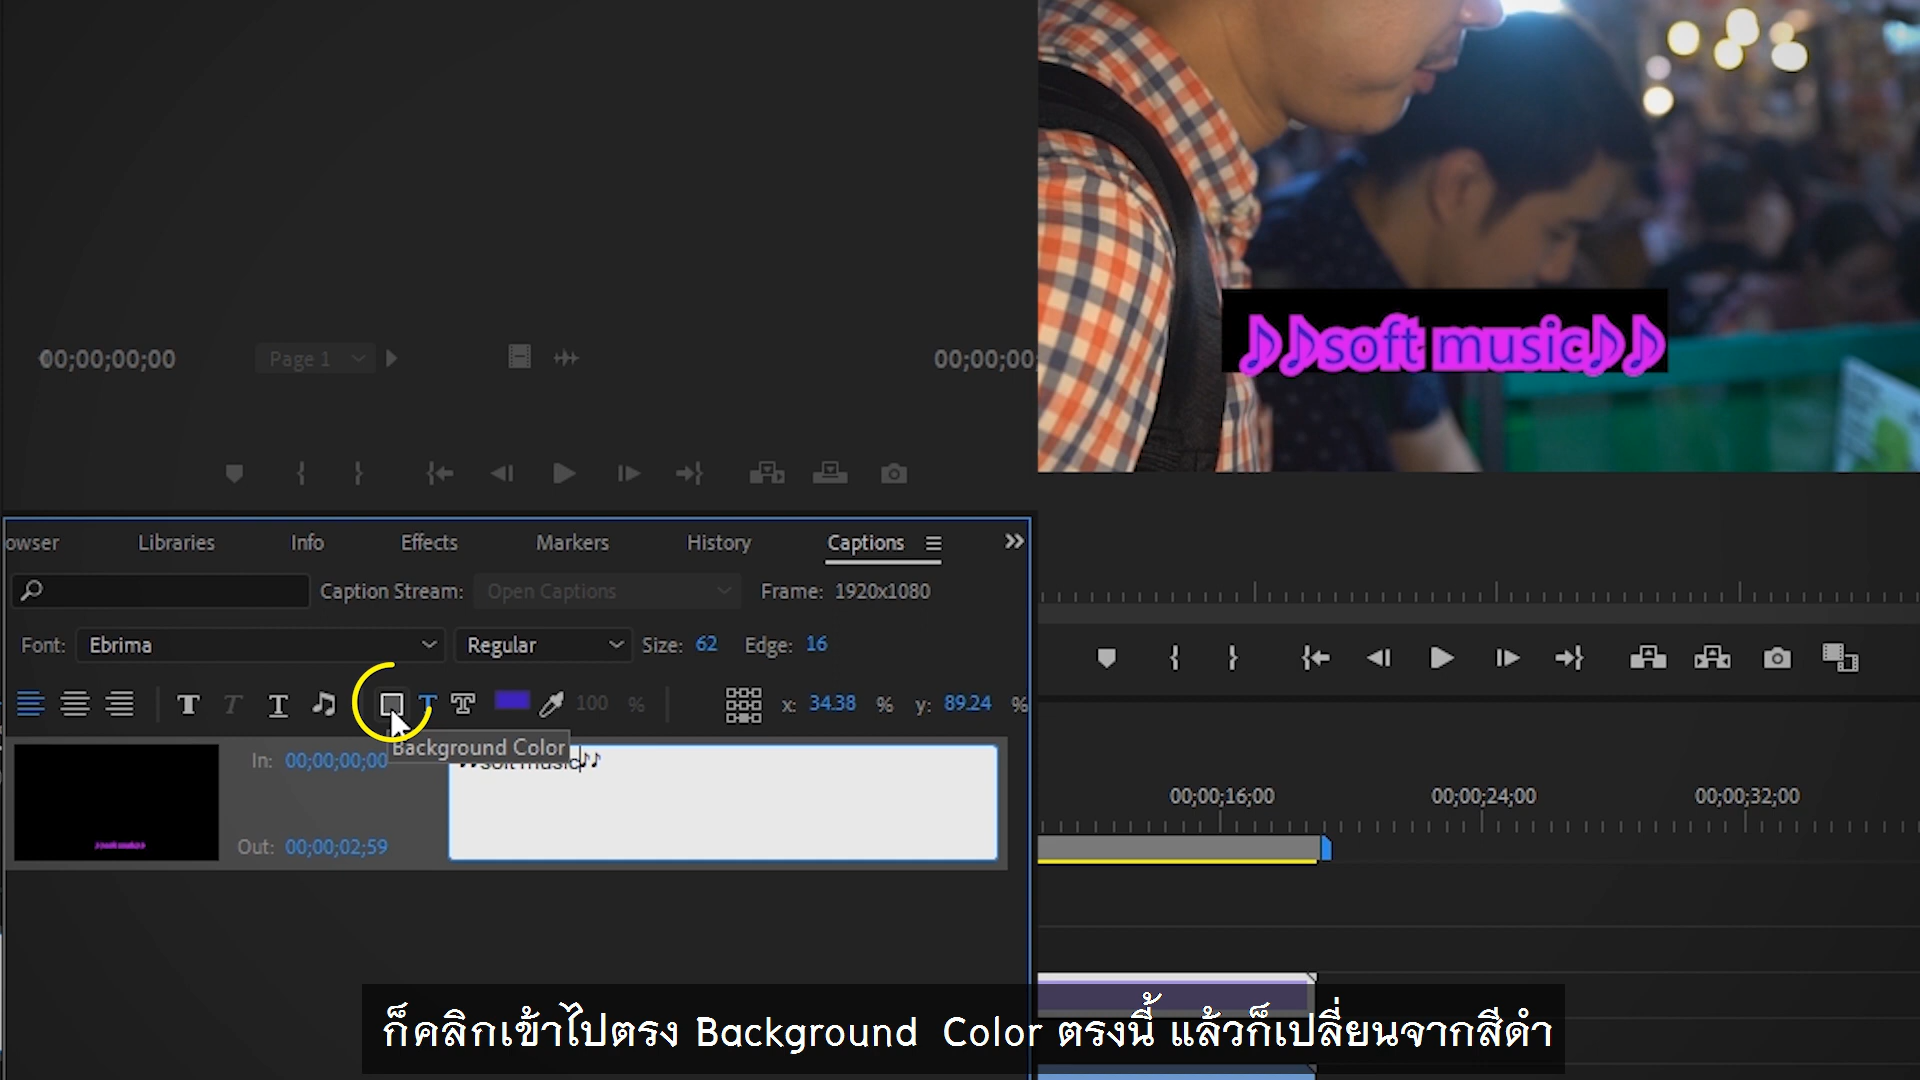 00;00;00;00
Page 1
00;00;00
♪♪soft music♪♪
owser Libraries Info Effects Markers History Captions
Caption Stream: Open Captions Frame: 1920x1080
Font: Ebrima Regular Size: 62 Edge: 16
100 % x: 34.38 % y: 89.24 %
Background Color
In: 00;00;00;00
♪♪soft music♪♪
Out: 00;00;02;59
♪♪soft music♪♪
00;00;16;00 00;00;24;00 00;00;32;00
ก็คลิกเข้าไปตรง Background Color ตรงนี้ แล้วก็เปลี่ยนจากสีดำ